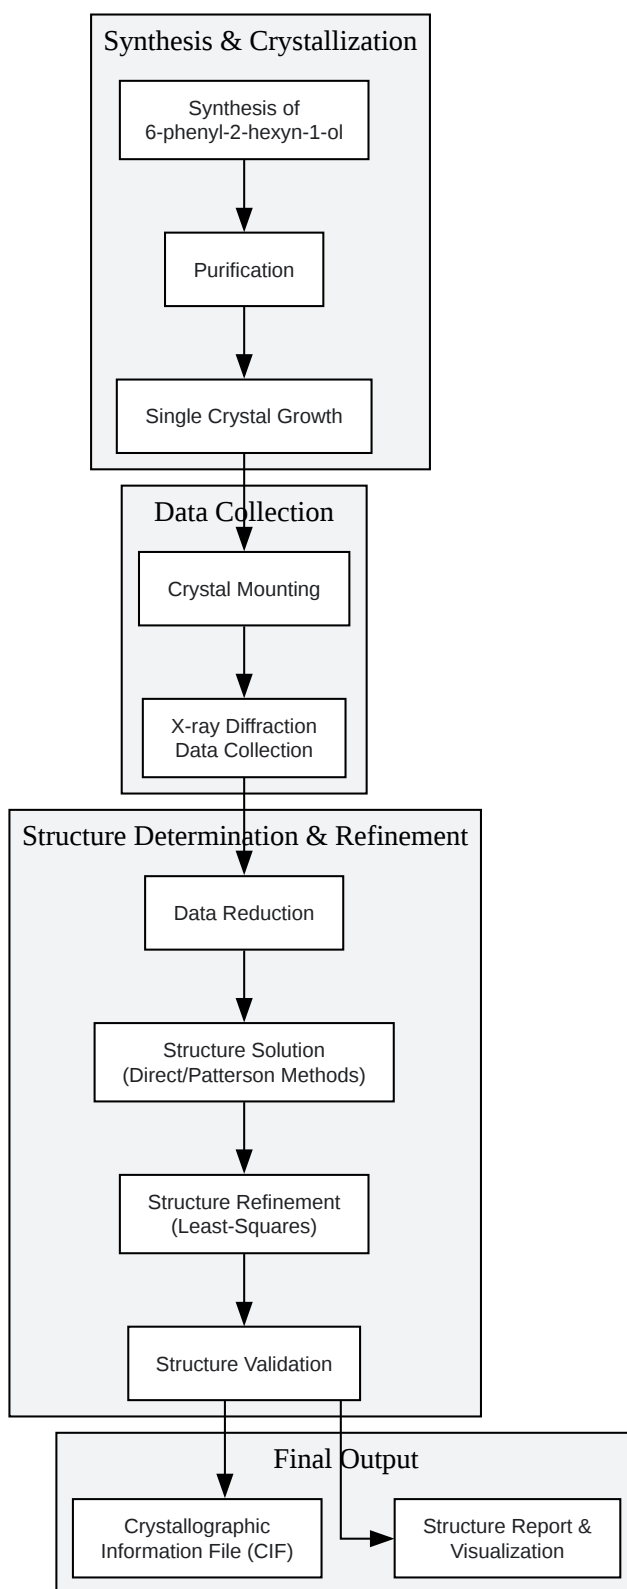 Synthesis & Crystallization
Synthesis of
6-phenyl-2-hexyn-1-ol
Purification
Single Crystal Growth
Data Collection
Crystal Mounting
X-ray Diffraction
Data Collection
Structure Determination & Refinement
Data Reduction
Structure Solution
(Direct/Patterson Methods)
Structure Refinement
(Least-Squares)
Structure Validation
Final Output
Crystallographic
Information File (CIF)
Structure Report &
Visualization